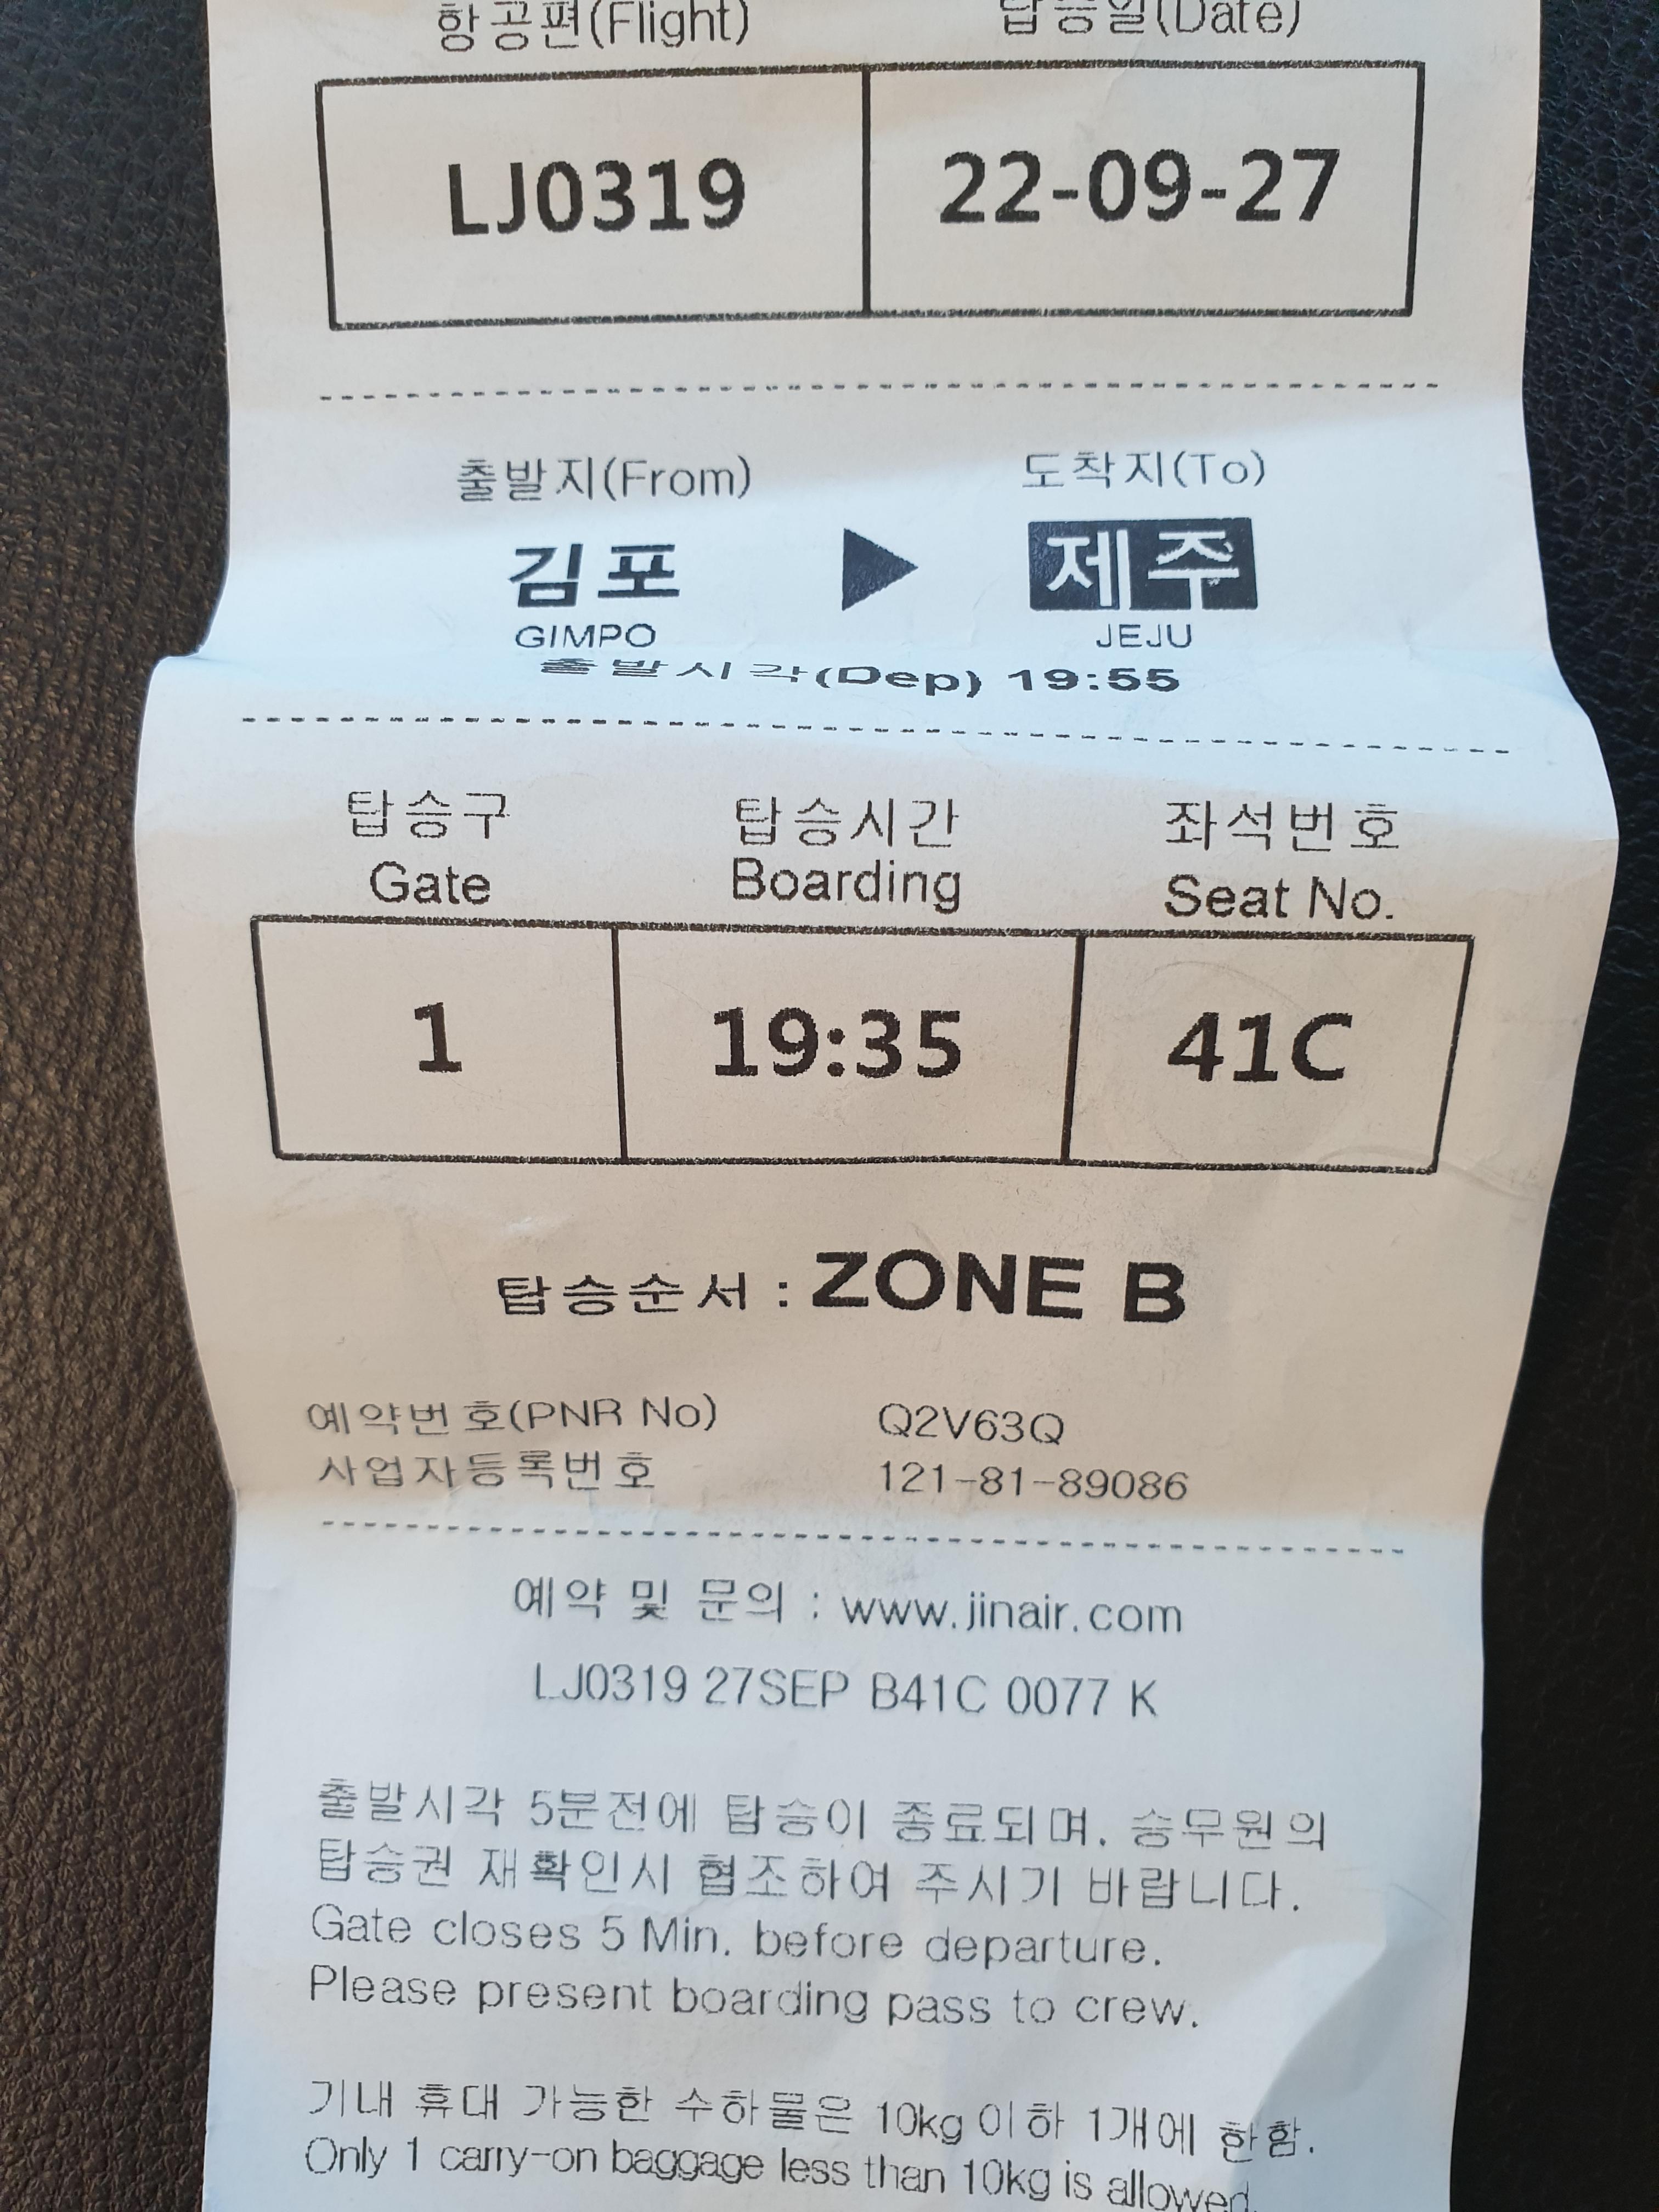 항공편(Flight) 탑승일(Date)
LJ0319 22-09-27
출발지(From) 도착지(To)
김포 ▶ 제주
GIMPO JEJU
출발시각(Dep) 19:55
탑승구 탑승시간 좌석번호
Gate Boarding Seat No.
1 19:35 41C
탑승순서 : ZONE B
예약번호(PNR No) Q2V63Q
사업자등록번호 121-81-89086
예약 및 문의 : www.jinair.com
LJ0319 27SEP B41C 0077 K
출발시각 5분전에 탑승이 종료되며, 승무원의
탑승권 재확인시 협조하여 주시기 바랍니다.
Gate closes 5 Min. before departure.
Please present boarding pass to crew.
기내 휴대 가능한 수하물은 10kg 이하 1개에 한함.
Only 1 carry-on baggage less than 10kg is allowed.